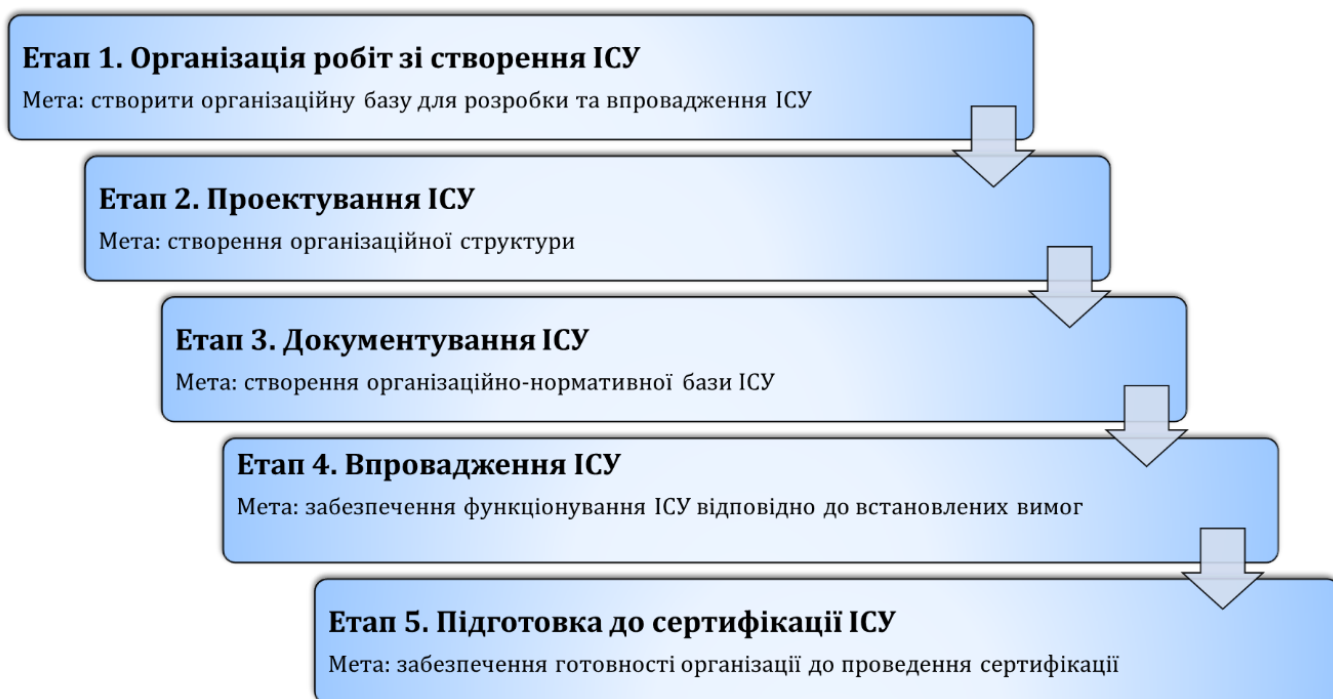 Етап 1. Організація робіт зі створення ІСУ
Мета: створити організаційну базу для розробки та впровадження ІСУ
Етап 2. Проектування ІСУ
Мета: створення організаційної структури
Етап 3. Документування ІСУ
Мета: створення організаційно-нормативної бази ІСУ
Етап 4. Впровадження ІСУ
Мета: забезпечення функціонування ІСУ відповідно до встановлених вимог
Етап 5. Підготовка до сертифікації ІСУ
Мета: забезпечення готовності організації до проведення сертифікації